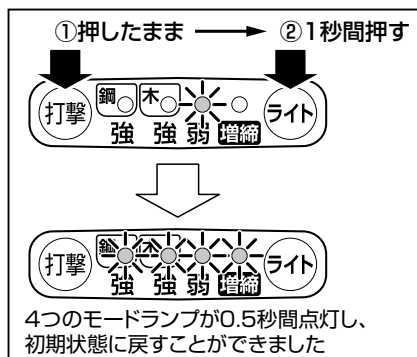 ①押したまま → ②1秒間押す
打撃 鋼 木 ライト
強 強 弱 増締
打撃 鋼 木 ライト
強 強 弱 増締
4つのモードランプが0.5秒間点灯し、
初期状態に戻すことができました